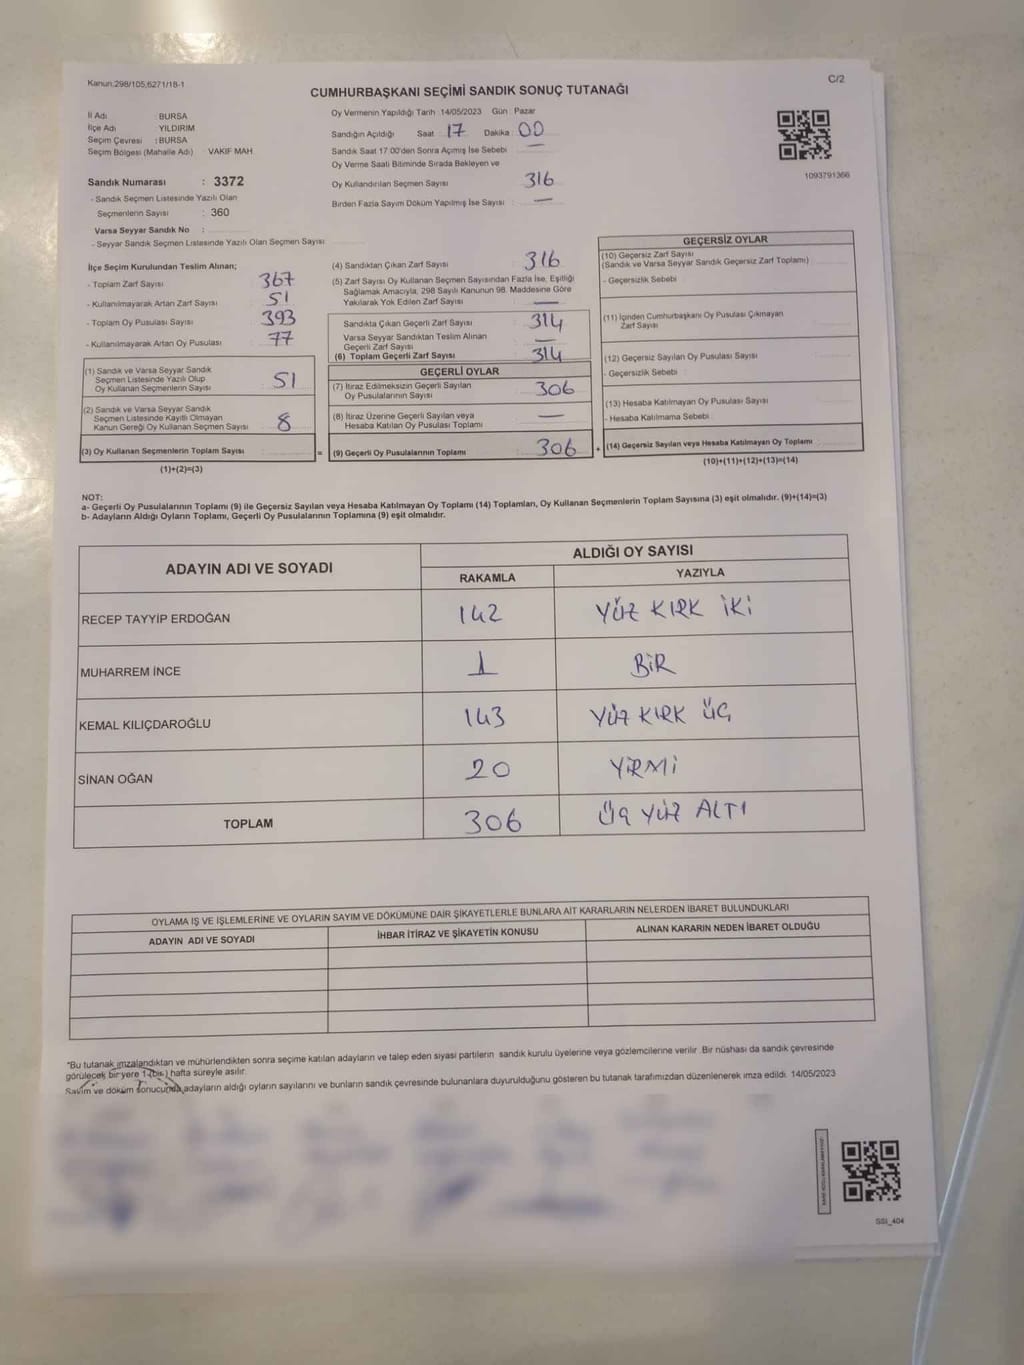 Kanun:298/105,6271/18-1
C/2
CUMHURBAŞKANI SEÇİMİ SANDIK SONUÇ TUTANAĞI
İl Adı : BURSA
İlçe Adı : YILDIRIM
Seçim Çevresi : BURSA
Seçim Bölgesi (Mahalle Adı) : VAKIF MAH.
Sandık Numarası : 3372
- Sandık Seçmen Listesinde Yazılı Olan
Seçmenlerin Sayısı : 360
Varsa Seyyar Sandık No :
- Seyyar Sandık Seçmen Listesinde Yazılı Olan Seçmen Sayısı
Oy Vermenin Yapıldığı Tarih 14/05/2023 Gün : Pazar
Sandığın Açıldığı Saat : 17 Dakika : 00
Sandık Saat 17:00'den Sonra Açılmış İse Sebebi —
Oy Verme Saati Bitiminde Sırada Bekleyen ve
Oy Kullandırılan Seçmen Sayısı : 316
Birden Fazla Sayım Döküm Yapılmış İse Sayısı : —
1093791366
İlçe Seçim Kurulundan Teslim Alınan;
- Toplam Zarf Sayısı : 367
- Kullanılmayarak Artan Zarf Sayısı : 51
- Toplam Oy Pusulası Sayısı : 393
- Kullanılmayarak Artan Oy Pusulası : 77
(1) Sandık ve Varsa Seyyar Sandık
Seçmen Listesinde Yazılı Olup
Oy Kullanan Seçmenlerin Sayısı : 51
(2) Sandık ve Varsa Seyyar Sandık
Seçmen Listesinde Kayıtlı Olmayan
Kanun Gereği Oy Kullanan Seçmen Sayısı : 8
(3) Oy Kullanan Seçmenlerin Toplam Sayısı
(1)+(2)=(3)
=
(4) Sandıktan Çıkan Zarf Sayısı : 316
(5) Zarf Sayısı Oy Kullanan Seçmen Sayısından Fazla İse, Eşitliği
Sağlamak Amacıyla, 298 Sayılı Kanunun 98. Maddesine Göre
Yakılarak Yok Edilen Zarf Sayısı : —
Sandıkta Çıkan Geçerli Zarf Sayısı : 314
Varsa Seyyar Sandıktan Teslim Alınan
Geçerli Zarf Sayısı : —
(6) Toplam Geçerli Zarf Sayısı : 314
GEÇERLİ OYLAR
(7) İtiraz Edilmeksizin Geçerli Sayılan
Oy Pusulalarının Sayısı : 306
(8) İtiraz Üzerine Geçerli Sayılan veya
Hesaba Katılan Oy Pusulası Toplamı : —
(9) Geçerli Oy Pusulalarının Toplamı : 306
+
GEÇERSİZ OYLAR
(10) Geçersiz Zarf Sayısı
(Sandık ve Varsa Seyyar Sandık Geçersiz Zarf Toplamı) :
- Geçersizlik Sebebi :
(11) İçinden Cumhurbaşkanı Oy Pusulası Çıkmayan
Zarf Sayısı
(12) Geçersiz Sayılan Oy Pusulası Sayısı
- Geçersizlik Sebebi :
(13) Hesaba Katılmayan Oy Pusulası Sayısı
- Hesaba Katılmama Sebebi :
(14) Geçersiz Sayılan veya Hesaba Katılmayan Oy Toplamı
(10)+(11)+(12)+(13)=(14)
NOT:
a- Geçerli Oy Pusulalarının Toplamı (9) ile Geçersiz Sayılan veya Hesaba Katılmayan Oy Toplamı (14) Toplamları, Oy Kullanan Seçmenlerin Toplam Sayısına (3) eşit olmalıdır. (9)+(14)=(3)
b- Adayların Aldığı Oyların Toplamı, Geçerli Oy Pusulalarının Toplamına (9) eşit olmalıdır.
ADAYIN ADI VE SOYADI
ALDIĞI OY SAYISI
RAKAMLA YAZIYLA
RECEP TAYYİP ERDOĞAN 142 YÜZ KIRK İKİ
MUHARREM İNCE 1 BİR
KEMAL KILIÇDAROĞLU 143 YÜZ KIRK ÜÇ
SİNAN OĞAN 20 YİRMİ
TOPLAM 306 ÜÇ YÜZ ALTI
OYLAMA İŞ VE İŞLEMLERİNE VE OYLARIN SAYIM VE DÖKÜMÜNE DAİR ŞİKAYETLERLE BUNLARA AİT KARARLARIN NELERDEN İBARET BULUNDUKLARI
ADAYIN ADI VE SOYADI İHBAR İTİRAZ VE ŞİKAYETİN KONUSU ALINAN KARARIN NEDEN İBARET OLDUĞU
*Bu tutanak imzalandıktan ve mühürlendikten sonra seçime katılan adayların ve talep eden siyasi partilerin sandık kurulu üyelerine veya gözlemcilerine verilir. Bir nüshası da sandık çevresinde
görülecek bir yere 1 (bir) hafta süreyle asılır.
Sayım ve döküm sonucunda adayların aldığı oyların sayılarını ve bunların sandık çevresinde bulunanlara duyurulduğunu gösteren bu tutanak tarafımızdan düzenlenerek imza edildi. 14/05/2023
SSI_404